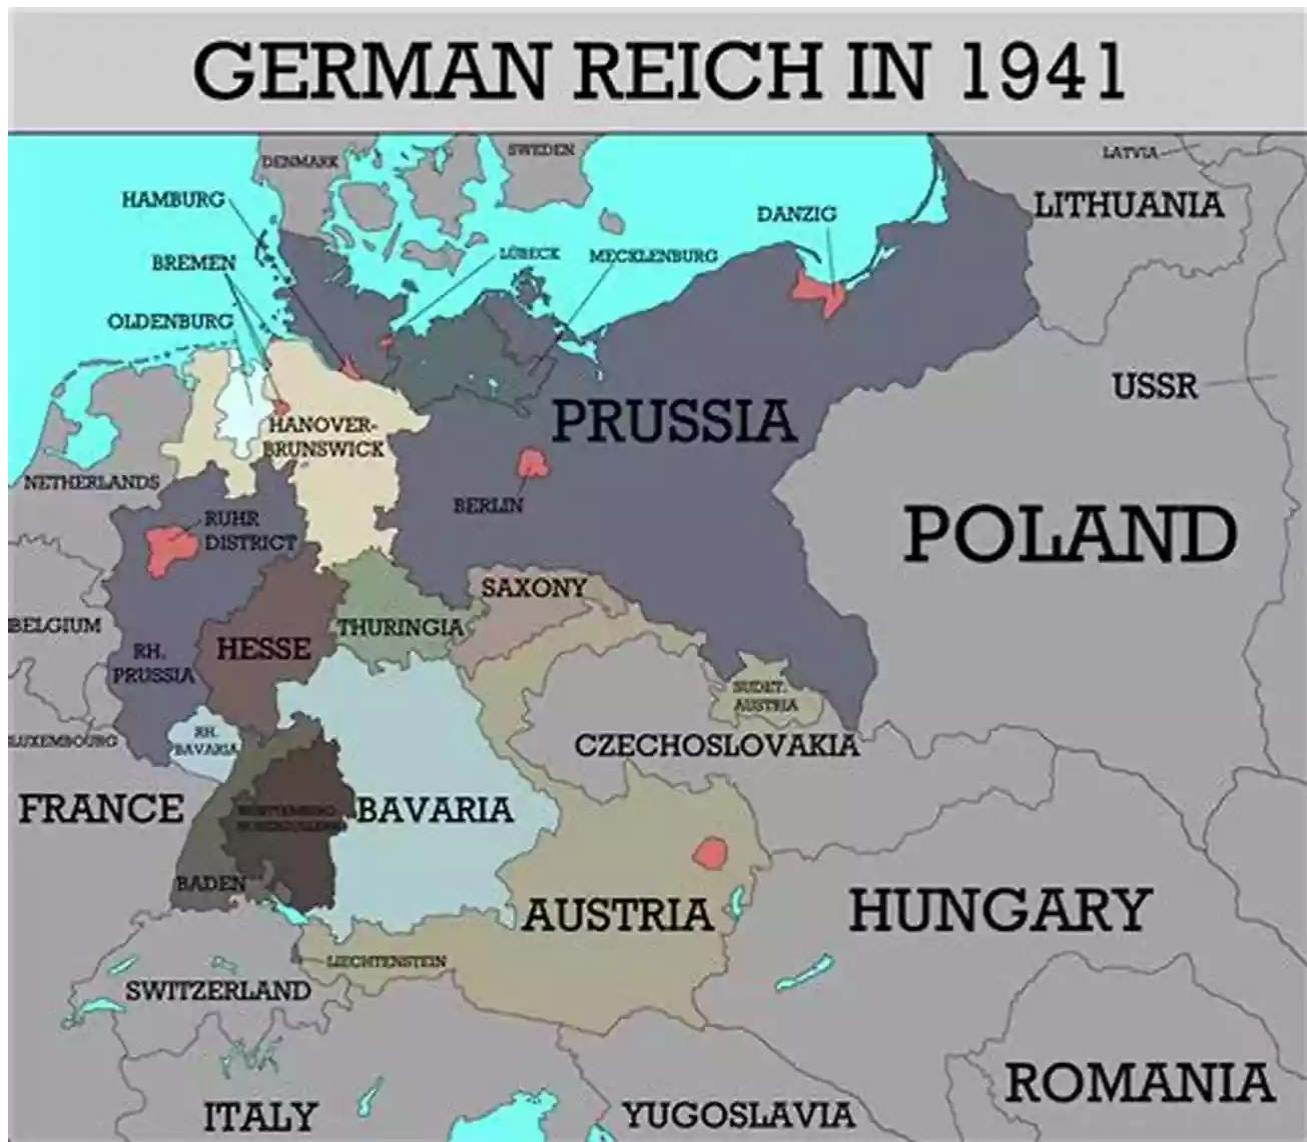 GERMAN REICH IN 1941
DENMARK
SWEDEN
LATVIA
HAMBURG
LITHUANIA
DANZIG
BREMEN
LÜBECK
MECKLENBURG
OLDENBURG
USSR
PRUSSIA
HANOVER-
BRUNSWICK
NETHERLANDS
BERLIN
RUHR
DISTRICT
POLAND
SAXONY
BELGIUM
THURINGIA
HESSE
RH.
PRUSSIA
SUDET.
AUSTRIA
RH.
BAVARIA
LUXEMBOURG
CZECHOSLOVAKIA
FRANCE
BAVARIA
BADEN
AUSTRIA
HUNGARY
LIECHTENSTEIN
SWITZERLAND
ROMANIA
ITALY
YUGOSLAVIA